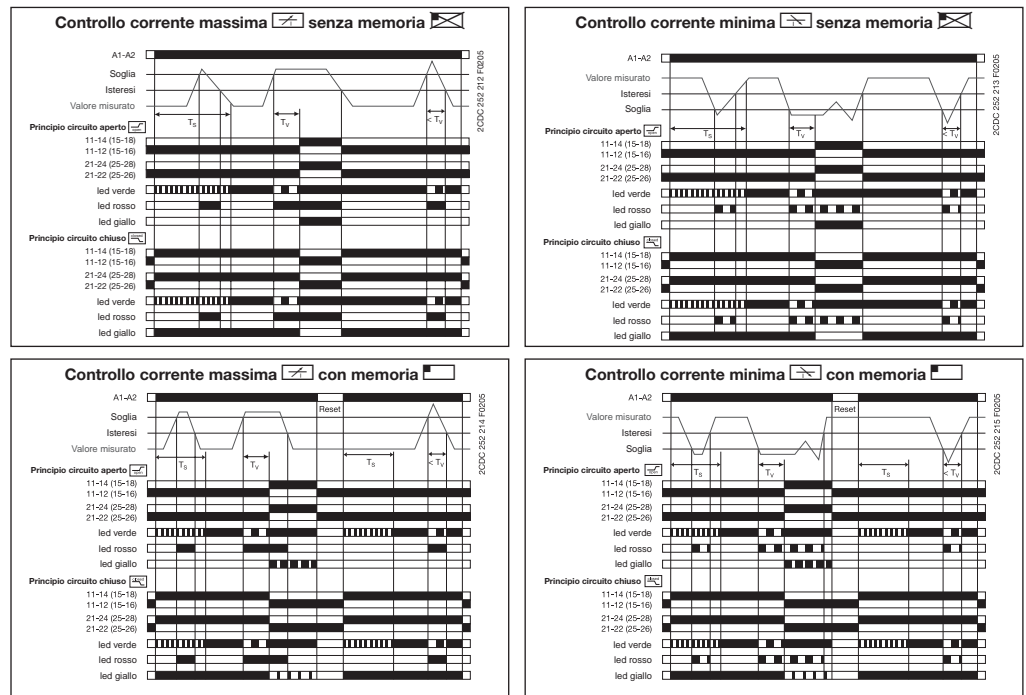 Controllo corrente massima senza memoria
A1-A2
Soglia
Isteresi
Valore misurato
TS
TV
< TV
Principio circuito aperto open
11-14 (15-18)
11-12 (15-16)
21-24 (25-28)
21-22 (25-26)
led verde
led rosso
led giallo
Principio circuito chiuso closed
11-14 (15-18)
11-12 (15-16)
21-24 (25-28)
21-22 (25-26)
led verde
led rosso
led giallo
2CDC 252 212 F0205
Controllo corrente minima senza memoria
A1-A2
Valore misurato
Isteresi
Soglia
TS
TV
< TV
Principio circuito aperto open
11-14 (15-18)
11-12 (15-16)
21-24 (25-28)
21-22 (25-26)
led verde
led rosso
led giallo
Principio circuito chiuso closed
11-14 (15-18)
11-12 (15-16)
21-24 (25-28)
21-22 (25-26)
led verde
led rosso
led giallo
2CDC 252 213 F0205
Controllo corrente massima con memoria
A1-A2
Reset
Soglia
Isteresi
Valore misurato
TS
TV
TS
< TV
Principio circuito aperto open
11-14 (15-18)
11-12 (15-16)
21-24 (25-28)
21-22 (25-26)
led verde
led rosso
led giallo
Principio circuito chiuso closed
11-14 (15-18)
11-12 (15-16)
21-24 (25-28)
21-22 (25-26)
led verde
led rosso
led giallo
2CDC 252 214 F0205
Controllo corrente minima con memoria
A1-A2
Reset
Valore misurato
Isteresi
Soglia
TS
TV
TS
< TV
Principio circuito aperto open
11-14 (15-18)
11-12 (15-16)
21-24 (25-28)
21-22 (25-26)
led verde
led rosso
led giallo
Principio circuito chiuso closed
11-14 (15-18)
11-12 (15-16)
21-24 (25-28)
21-22 (25-26)
led verde
led rosso
led giallo
2CDC 252 215 F0205